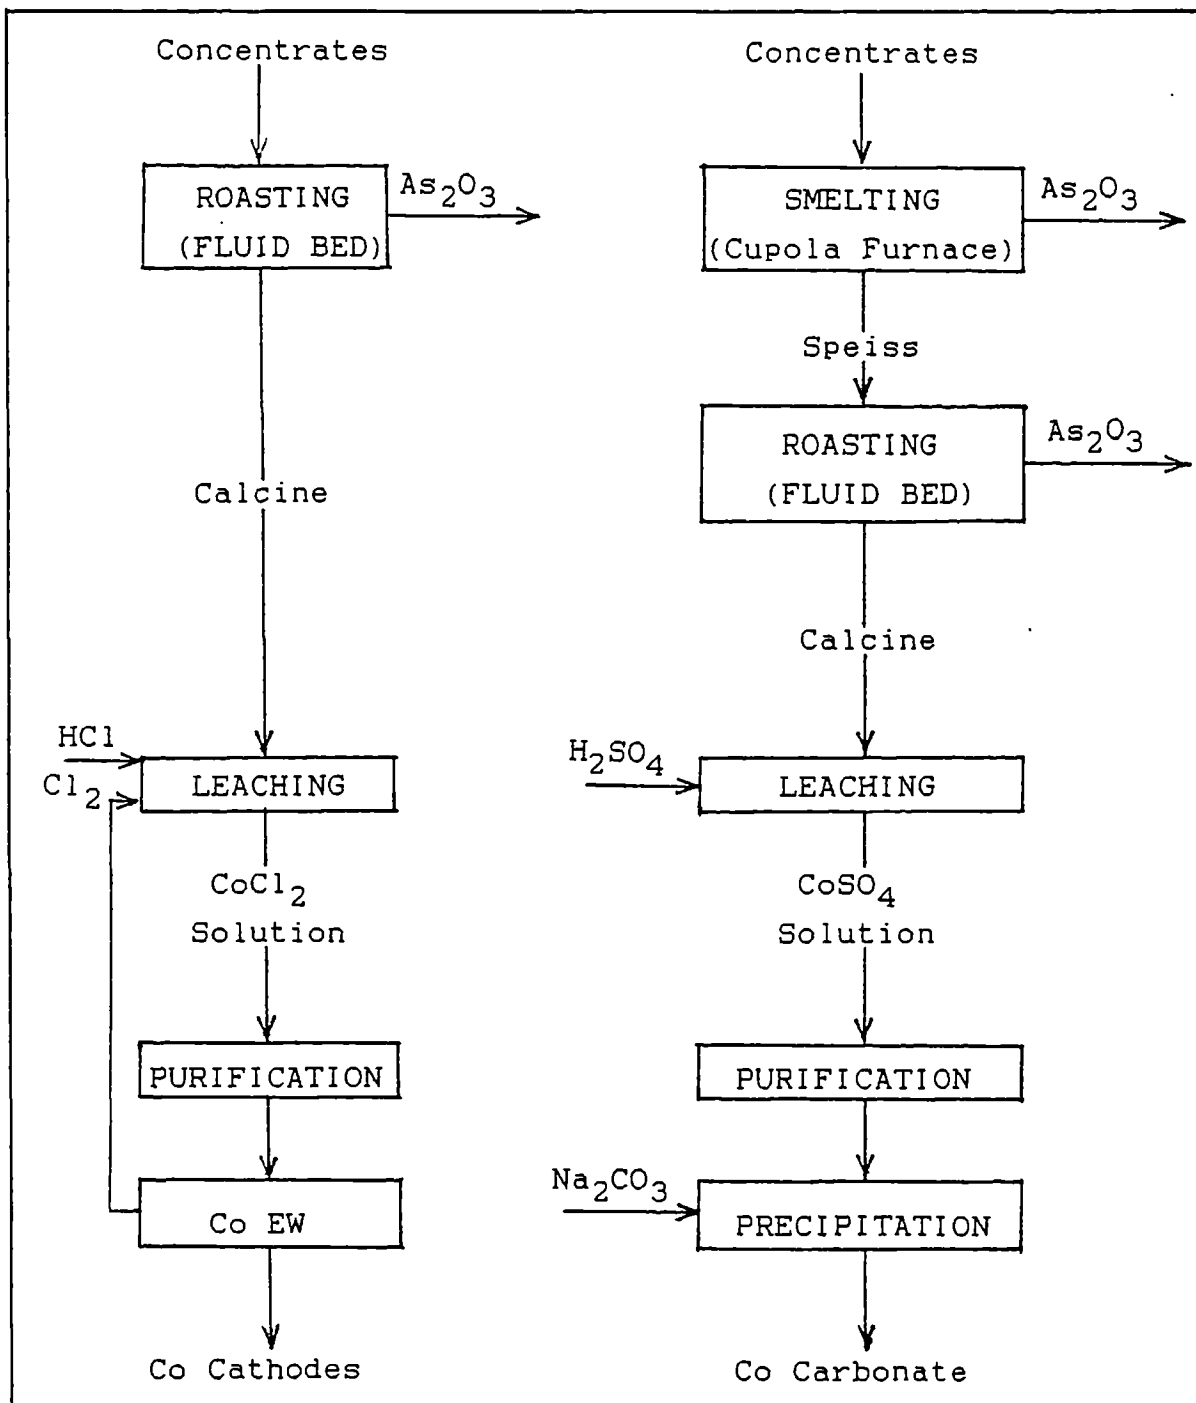 Concentrates
ROASTING
(FLUID BED)
As2O3
Calcine
HCl
Cl2
LEACHING
CoCl2
Solution
PURIFICATION
Co EW
Co Cathodes
Concentrates
SMELTING
(Cupola Furnace)
As2O3
Speiss
ROASTING
(FLUID BED)
As2O3
Calcine
H2SO4
LEACHING
CoSO4
Solution
PURIFICATION
Na2CO3
PRECIPITATION
Co Carbonate